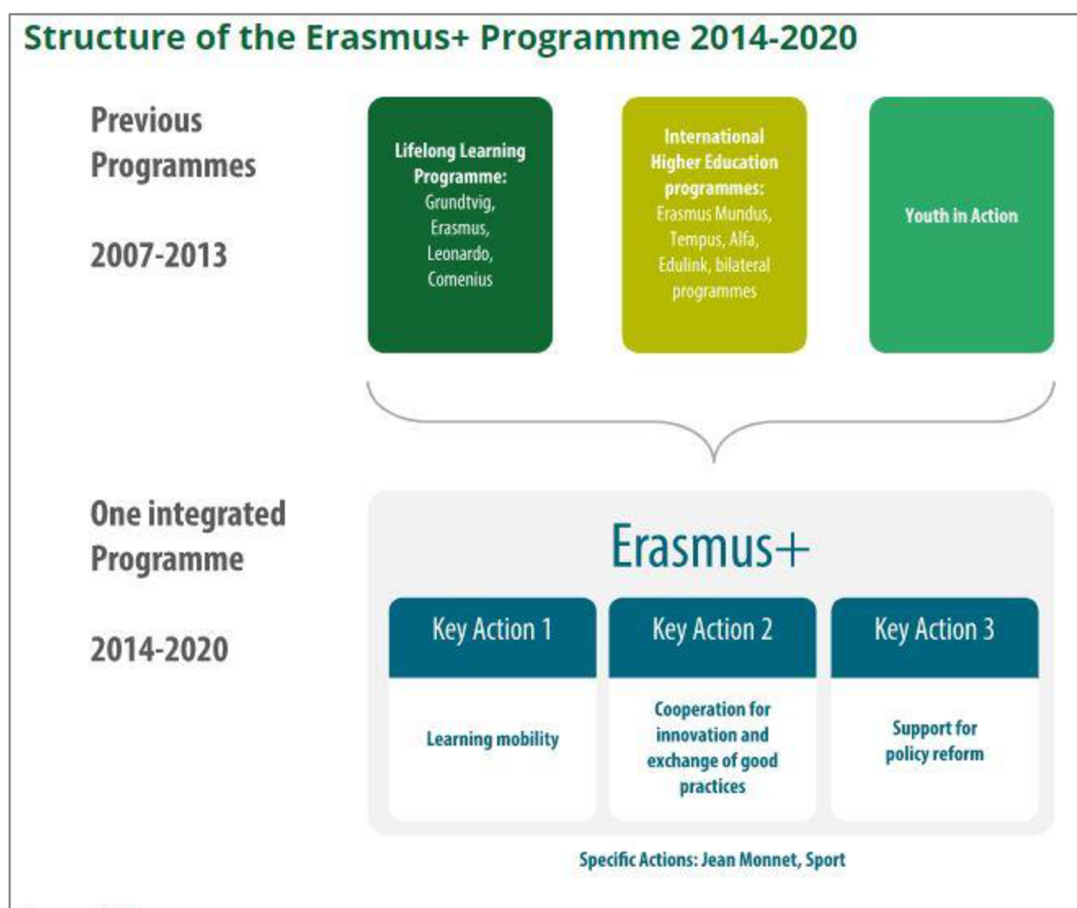 Structure of the Erasmus+ Programme 2014-2020
Previous
Programmes
2007-2013
Lifelong Learning
Programme:
Grundtvig,
Erasmus,
Leonardo,
Comenius
International
Higher Education
programmes:
Erasmus Mundus,
Tempus, Alfa,
Edulink, bilateral
programmes
Youth in Action
One integrated
Programme
2014-2020
Erasmus+
Key Action 1
Learning mobility
Key Action 2
Cooperation for
innovation and
exchange of good
practices
Key Action 3
Support for
policy reform
Specific Actions: Jean Monnet, Sport